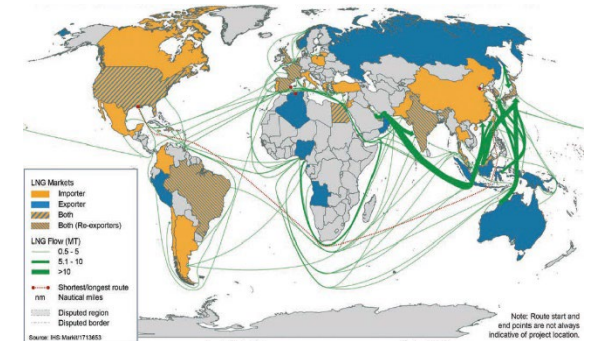 LNG Markets
Importer
Exporter
Both
Both (Re-exporters)
LNG Flow (MT)
0.5 - 5
5.1 - 10
>10
Shortest/longest route
nm Nautical miles
Disputed region
Disputed border
Source: IHS Markit/1713653
Note: Route start and
end points are not always
indicative of project location.